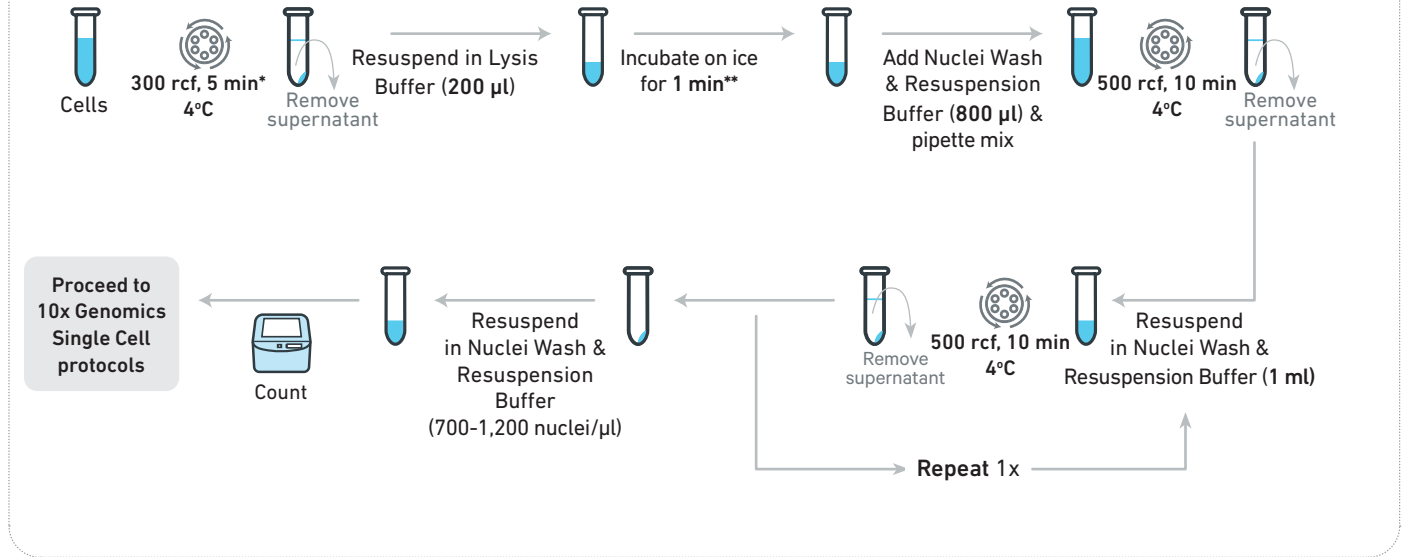 Cells
300 rcf, 5 min*
4ºC
Remove
supernatant
Resuspend in Lysis
Buffer (200 µl)
Incubate on ice
for 1 min**
Add Nuclei Wash
& Resuspension
Buffer (800 µl) &
pipette mix
500 rcf, 10 min
4ºC
Remove
supernatant
Resuspend
in Nuclei Wash &
Resuspension Buffer (1 ml)
500 rcf, 10 min
4ºC
Remove
supernatant
Repeat 1x
Resuspend
in Nuclei Wash &
Resuspension
Buffer
(700-1,200 nuclei/µl)
Count
Proceed to
10x Genomics
Single Cell
protocols